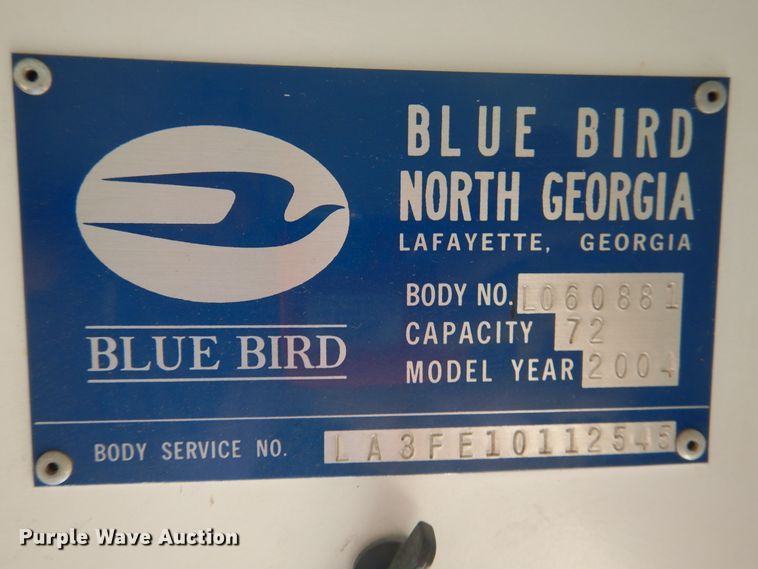 BLUE BIRD
NORTH GEORGIA
LAFAYETTE, GEORGIA
BODY NO. L060881
CAPACITY 72
MODEL YEAR 2004
BLUE BIRD
BODY SERVICE NO. LA3FE10112545
Purple Wave Auction